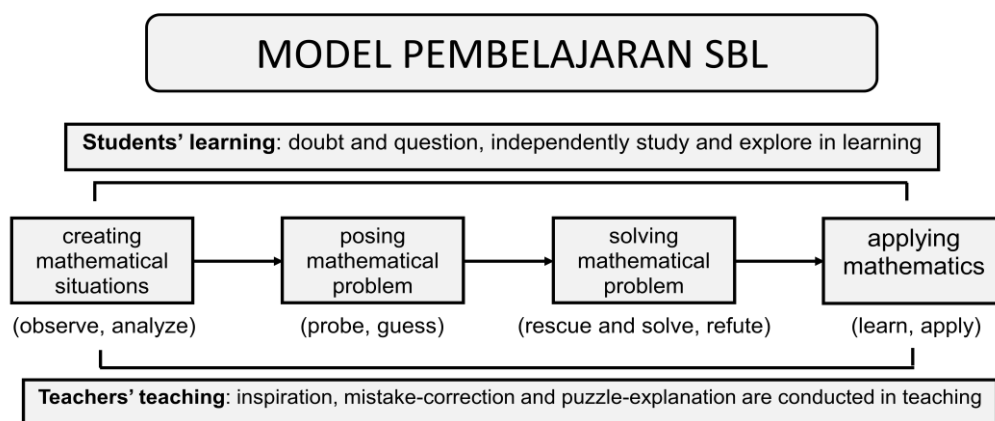 MODEL PEMBELAJARAN SBL
Students’ learning: doubt and question, independently study and explore in learning
creating
mathematical
situations
(observe, analyze)
posing
mathematical
problem
(probe, guess)
solving
mathematical
problem
(rescue and solve, refute)
applying
mathematics
(learn, apply)
Teachers’ teaching: inspiration, mistake-correction and puzzle-explanation are conducted in teaching